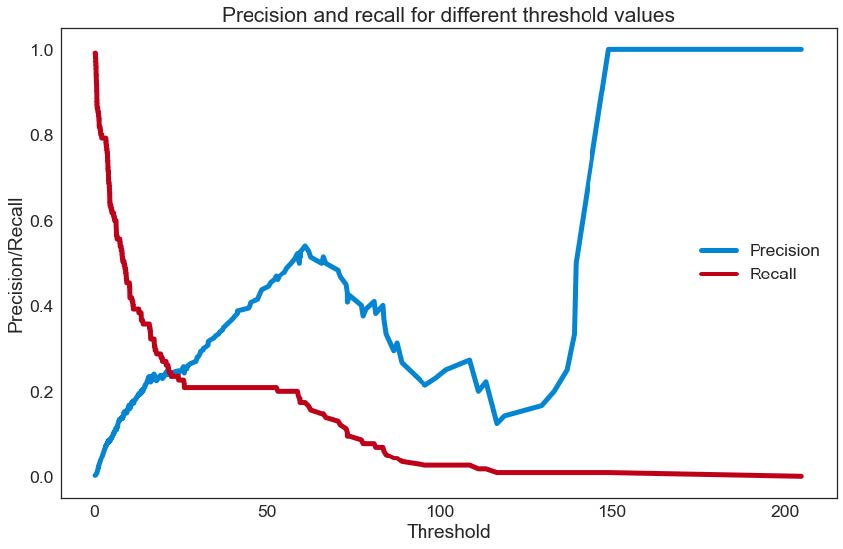 Precision and recall for different threshold values
1.0
0.8
0.6
0.4
0.2
0.0
Precision/Recall
Precision
Recall
0 50 100 150 200
Threshold